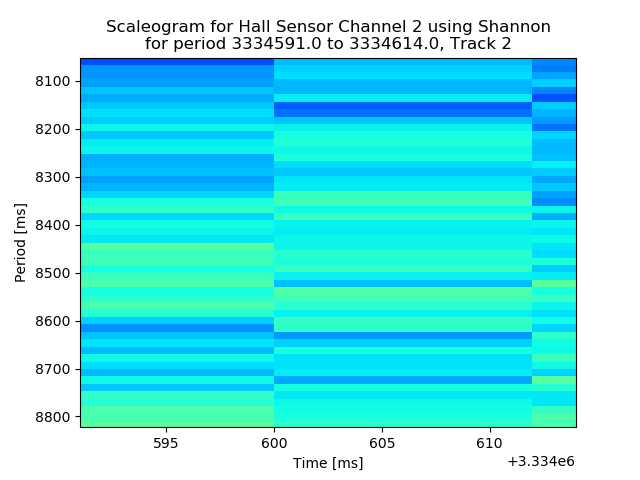 Scaleogram for Hall Sensor Channel 2 using Shannon
for period 3334591.0 to 3334614.0, Track 2
8100
8200
8300
8400
8500
8600
8700
8800
Period [ms]
595
600
605
610
Time [ms]
+3.334e6